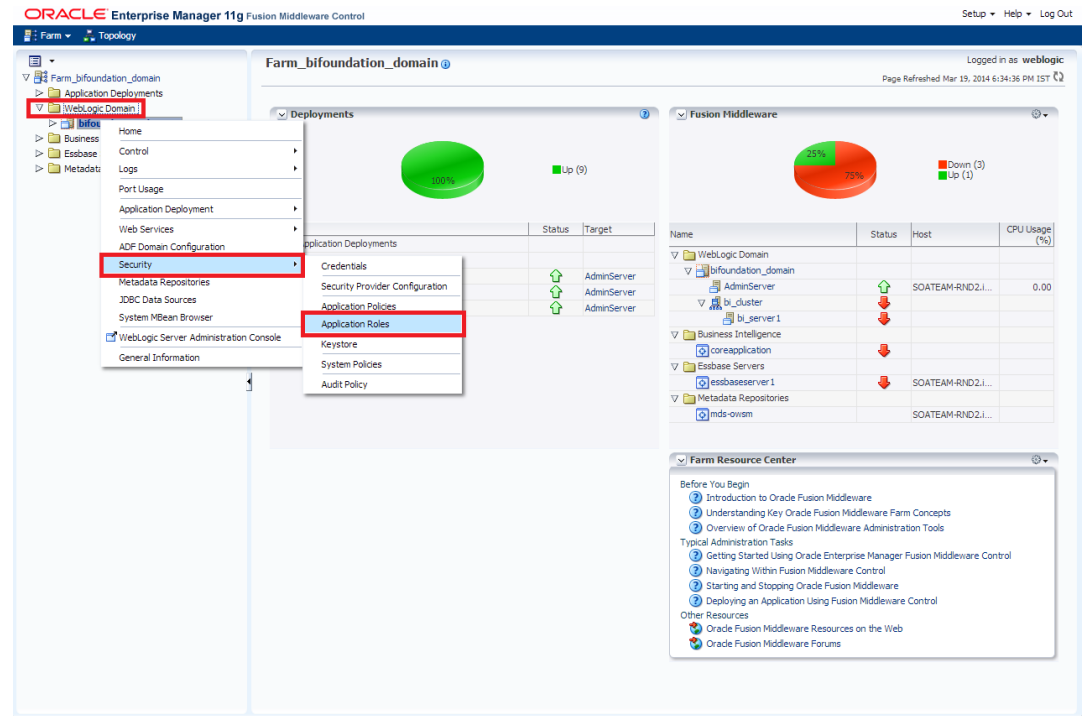 ORACLE Enterprise Manager 11g Fusion Middleware Control
Setup Help Log Out
Farm Topology
Farm_bifoundation_domain
Application Deployments
WebLogic Domain
Business
Essbase
Metadata
Home
Control
Logs
Port Usage
Application Deployment
Web Services
ADF Domain Configuration
Security
Metadata Repositories
JDBC Data Sources
System MBean Browser
WebLogic Server Administration Console
General Information
Credentials
Security Provider Configuration
Application Policies
Application Roles
Keystore
System Policies
Audit Policy
Farm_bifoundation_domain
Logged in as weblogic
Page Refreshed Mar 19, 2014 6:34:36 PM IST
Deployments
100%
Up (9)
Status Target
Application Deployments
AdminServer
AdminServer
AdminServer
Fusion Middleware
25%
75%
Down (3)
Up (1)
Name Status Host CPU Usage
(%)
WebLogic Domain
bifoundation_domain
AdminServer SOATEAM-RND2.i... 0.00
bi_cluster
bi_server1
Business Intelligence
coreapplication
Essbase Servers
essbaseserver1 SOATEAM-RND2.i...
Metadata Repositories
mds-owsm SOATEAM-RND2.i...
Farm Resource Center
Before You Begin
Introduction to Oracle Fusion Middleware
Understanding Key Oracle Fusion Middleware Farm Concepts
Overview of Oracle Fusion Middleware Administration Tools
Typical Administration Tasks
Getting Started Using Oracle Enterprise Manager Fusion Middleware Control
Navigating Within Fusion Middleware Control
Starting and Stopping Oracle Fusion Middleware
Deploying an Application Using Fusion Middleware Control
Other Resources
Oracle Fusion Middleware Resources on the Web
Oracle Fusion Middleware Forums